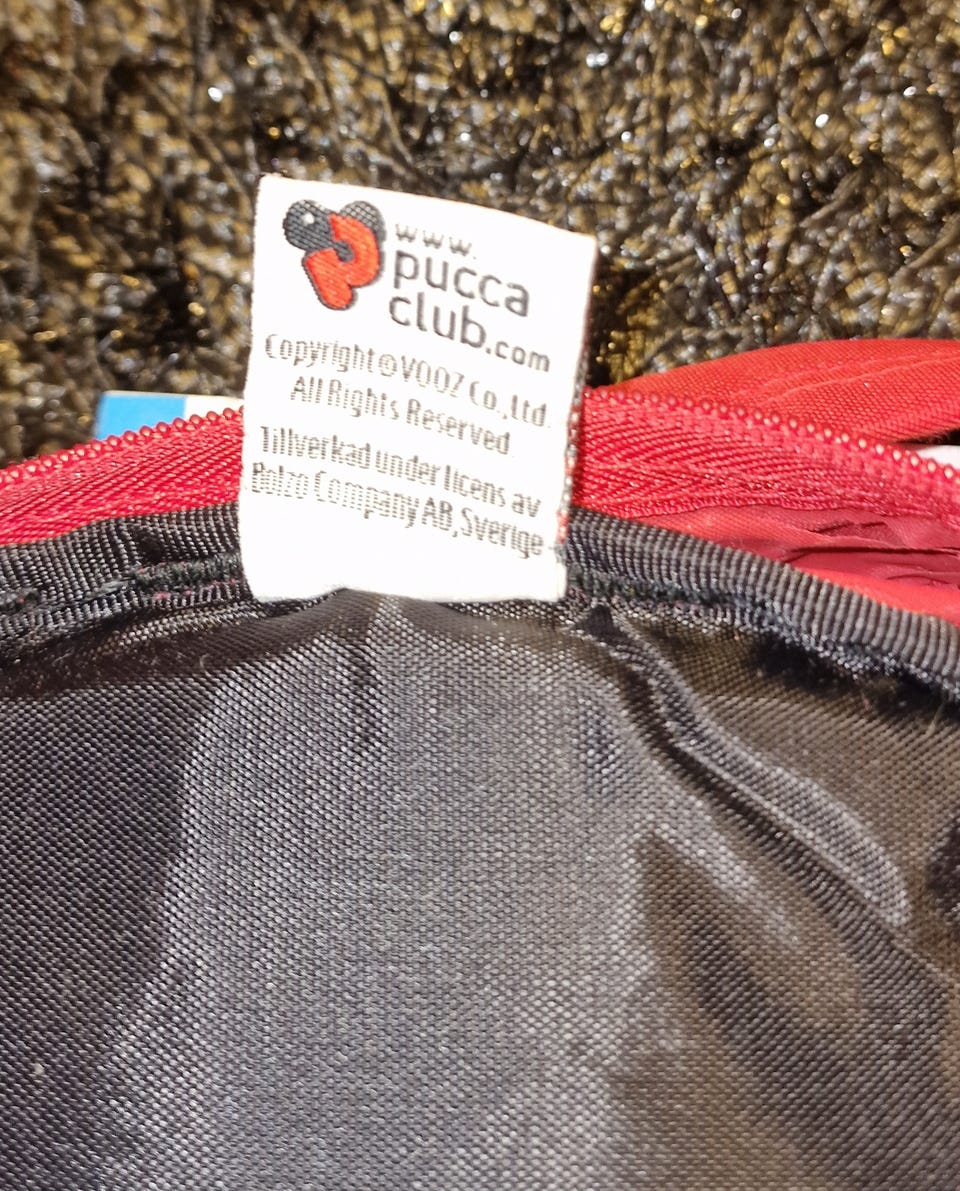 www.
pucca
club.com
Copyright©VOOZ Co.,Ltd.
All Rights Reserved
Tillverkad under licens av
Bolzo Company AB,Sverige